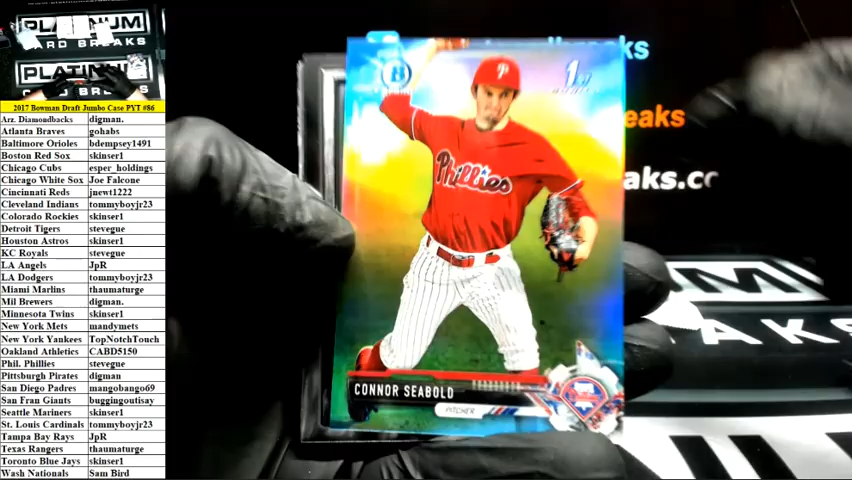 PLATINUM
CARD BREAKS
PLATINUM
CARD BREAKS
2017 Bowman Draft Jumbo Case PYT #86
Arz. Diamondbacks digman.
Atlanta Braves gohabs
Baltimore Orioles bdempsey1491
Boston Red Sox skinser1
Chicago Cubs esper_holdings
Chicago White Sox Joe Falcone
Cincinnati Reds jnewt1222
Cleveland Indians tommyboyjr23
Colorado Rockies skinser1
Detroit Tigers stevegue
Houston Astros skinser1
KC Royals stevegue
LA Angels JpR
LA Dodgers tommyboyjr23
Miami Marlins thaumaturge
Mil Brewers digman.
Minnesota Twins skinser1
New York Mets mandymets
New York Yankees TopNotchTouch
Oakland Athletics CABD5150
Phil. Phillies stevegue
Pittsburgh Pirates digman
San Diego Padres mangobango69
San Fran Giants buggingoutisay
Seattle Mariners skinser1
St. Louis Cardinals tommyboyjr23
Tampa Bay Rays JpR
Texas Rangers thaumaturge
Toronto Blue Jays skinser1
Wash Nationals Sam Bird
B
1st
P
Phillies
CONNOR SEABOLD
PITCHER
eaks
eaks
aks.co
UM
AKS